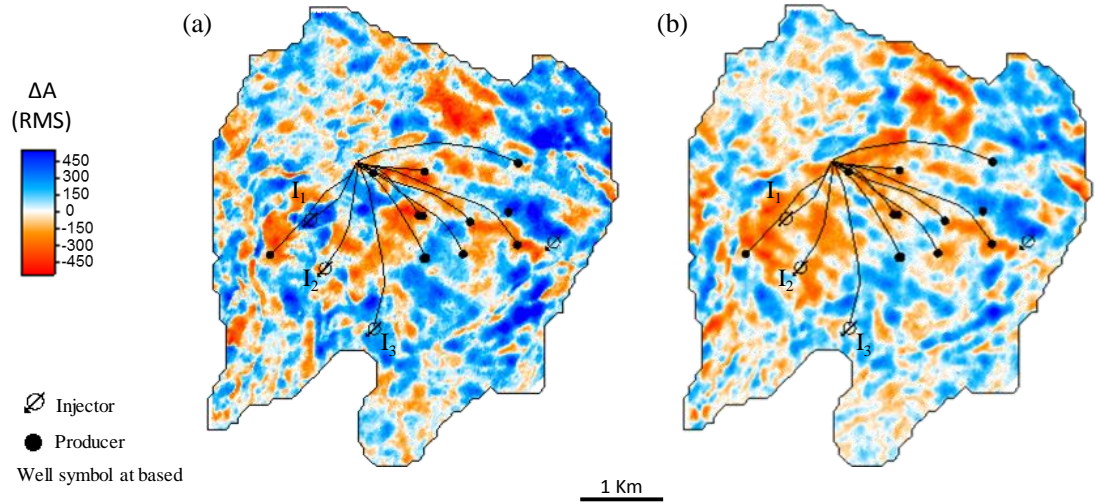 (a)
(b)
ΔA
(RMS)
450
300
150
0
-150
-300
-450
I1
I2
I3
I1
I2
I3
Injector
Producer
Well symbol at based
1 Km